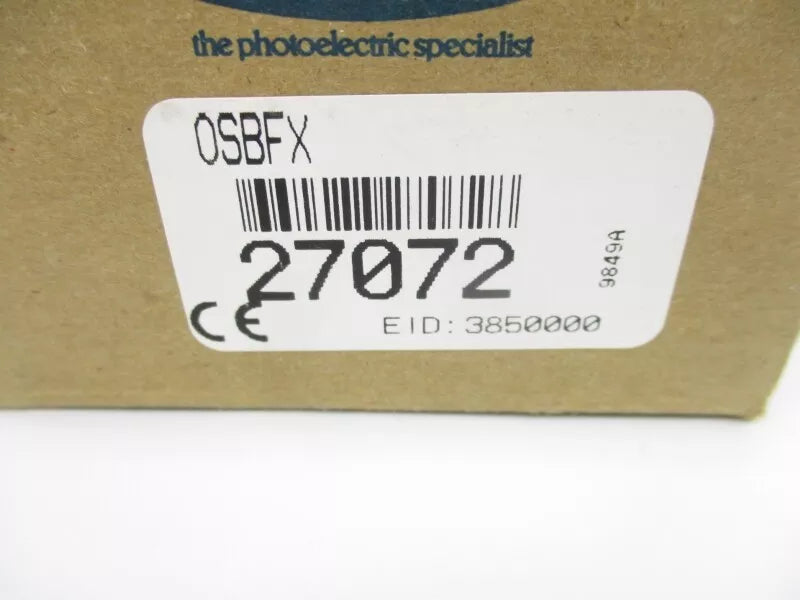 the photoelectric specialist
OSBFX
27072
9849A
CE
EID: 3850000